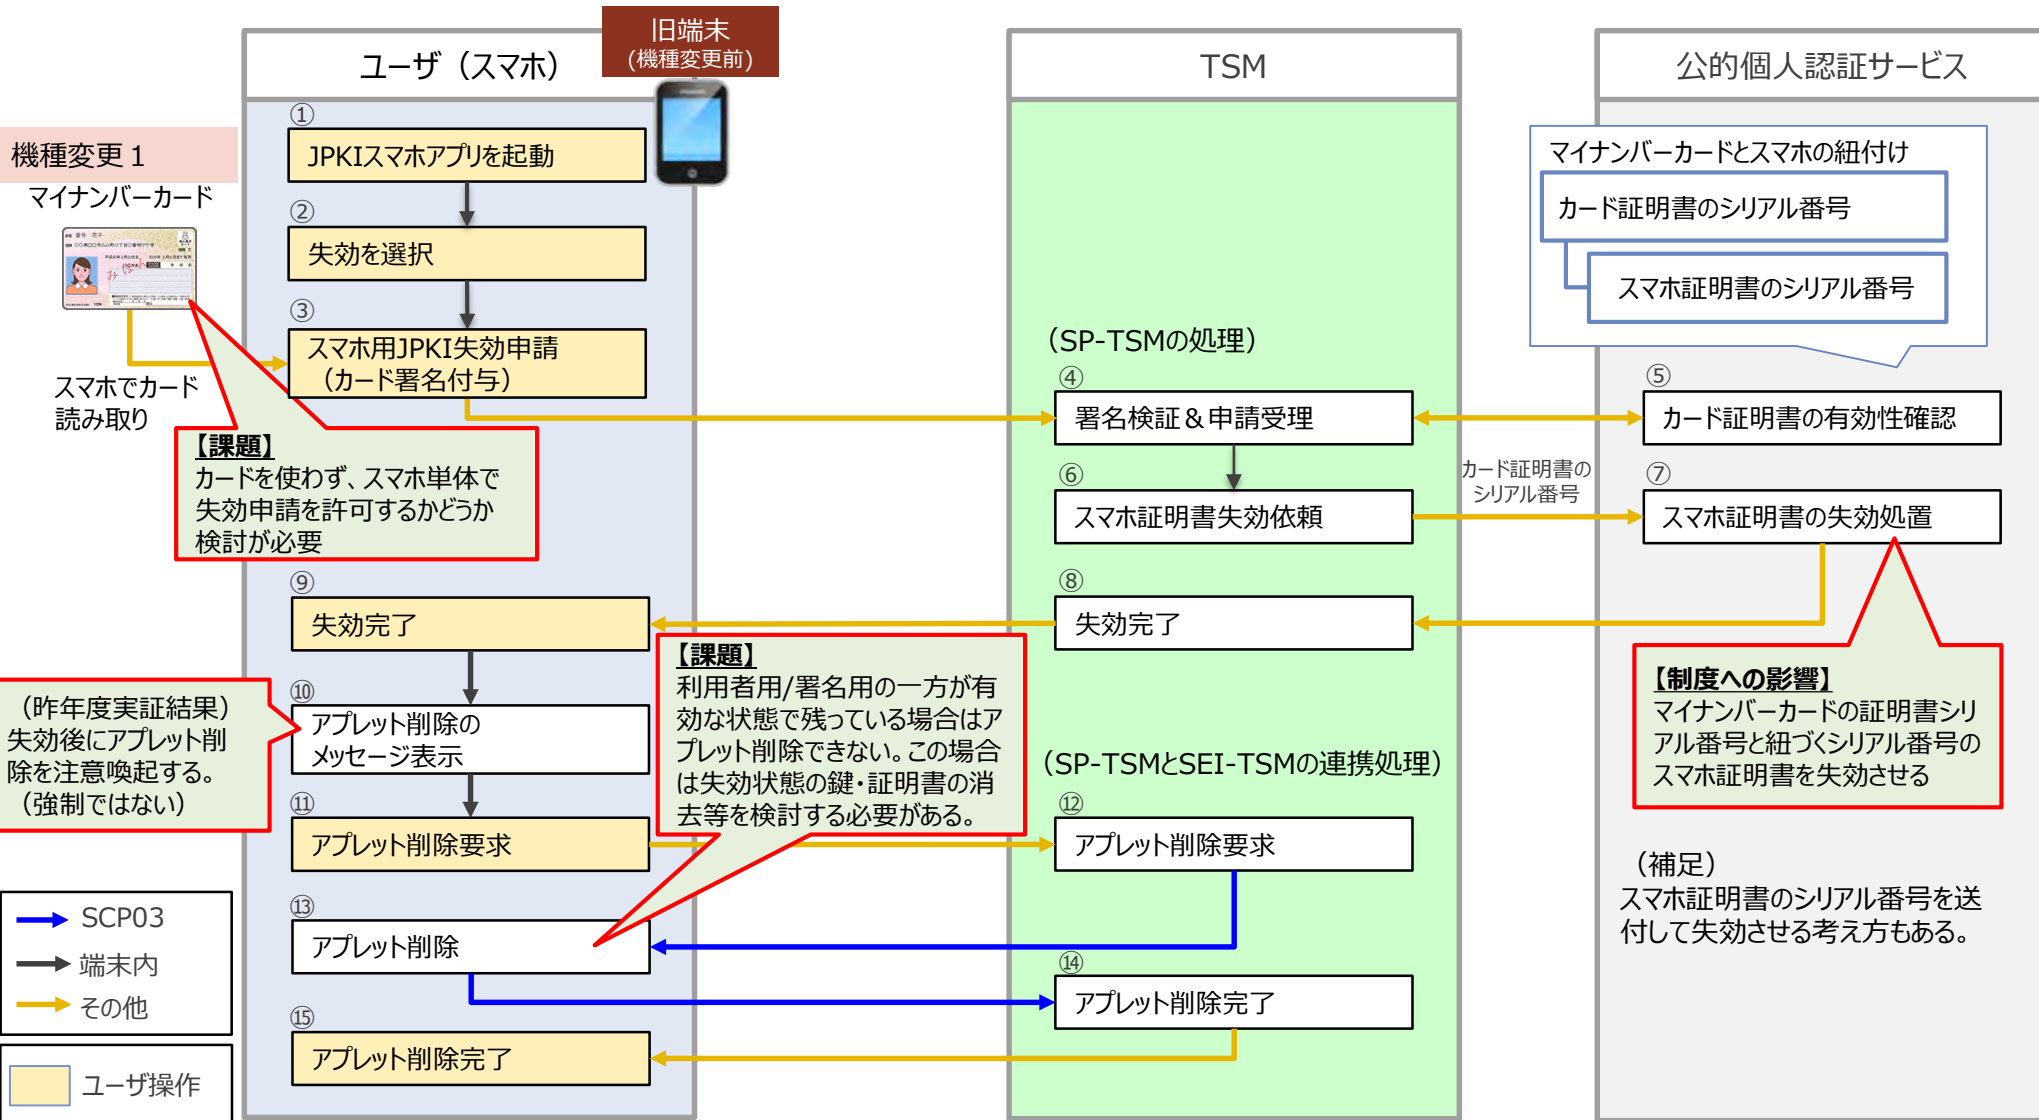 ユーザ（スマホ）
旧端末
(機種変更前)
TSM
公的個人認証サービス
機種変更１
マイナンバーカード
みほん
スマホでカード
読み取り
①
JPKIスマホアプリを起動
②
失効を選択
③
スマホ用JPKI失効申請
（カード署名付与）
【課題】
カードを使わず、スマホ単体で
失効申請を許可するかどうか
検討が必要
（SP-TSMの処理）
④
署名検証＆申請受理
マイナンバーカードとスマホの紐付け
カード証明書のシリアル番号
スマホ証明書のシリアル番号
⑤
カード証明書の有効性確認
⑥
スマホ証明書失効依頼
カード証明書の
シリアル番号
⑦
スマホ証明書の失効処置
⑧
失効完了
⑨
失効完了
【制度への影響】
マイナンバーカードの証明書シリ
アル番号と紐づくシリアル番号の
スマホ証明書を失効させる
（昨年度実証結果）
失効後にアプレット削
除を注意喚起する。
（強制ではない）
⑩
アプレット削除の
メッセージ表示
【課題】
利用者用/署名用の一方が有
効な状態で残っている場合はア
プレット削除できない。この場合
は失効状態の鍵・証明書の消
去等を検討する必要がある。
（SP-TSMとSEI-TSMの連携処理）
⑪
アプレット削除要求
⑫
アプレット削除要求
（補足）
スマホ証明書のシリアル番号を送
付して失効させる考え方もある。
⑬
アプレット削除
⑭
アプレット削除完了
⑮
アプレット削除完了
SCP03
端末内
その他
ユーザ操作